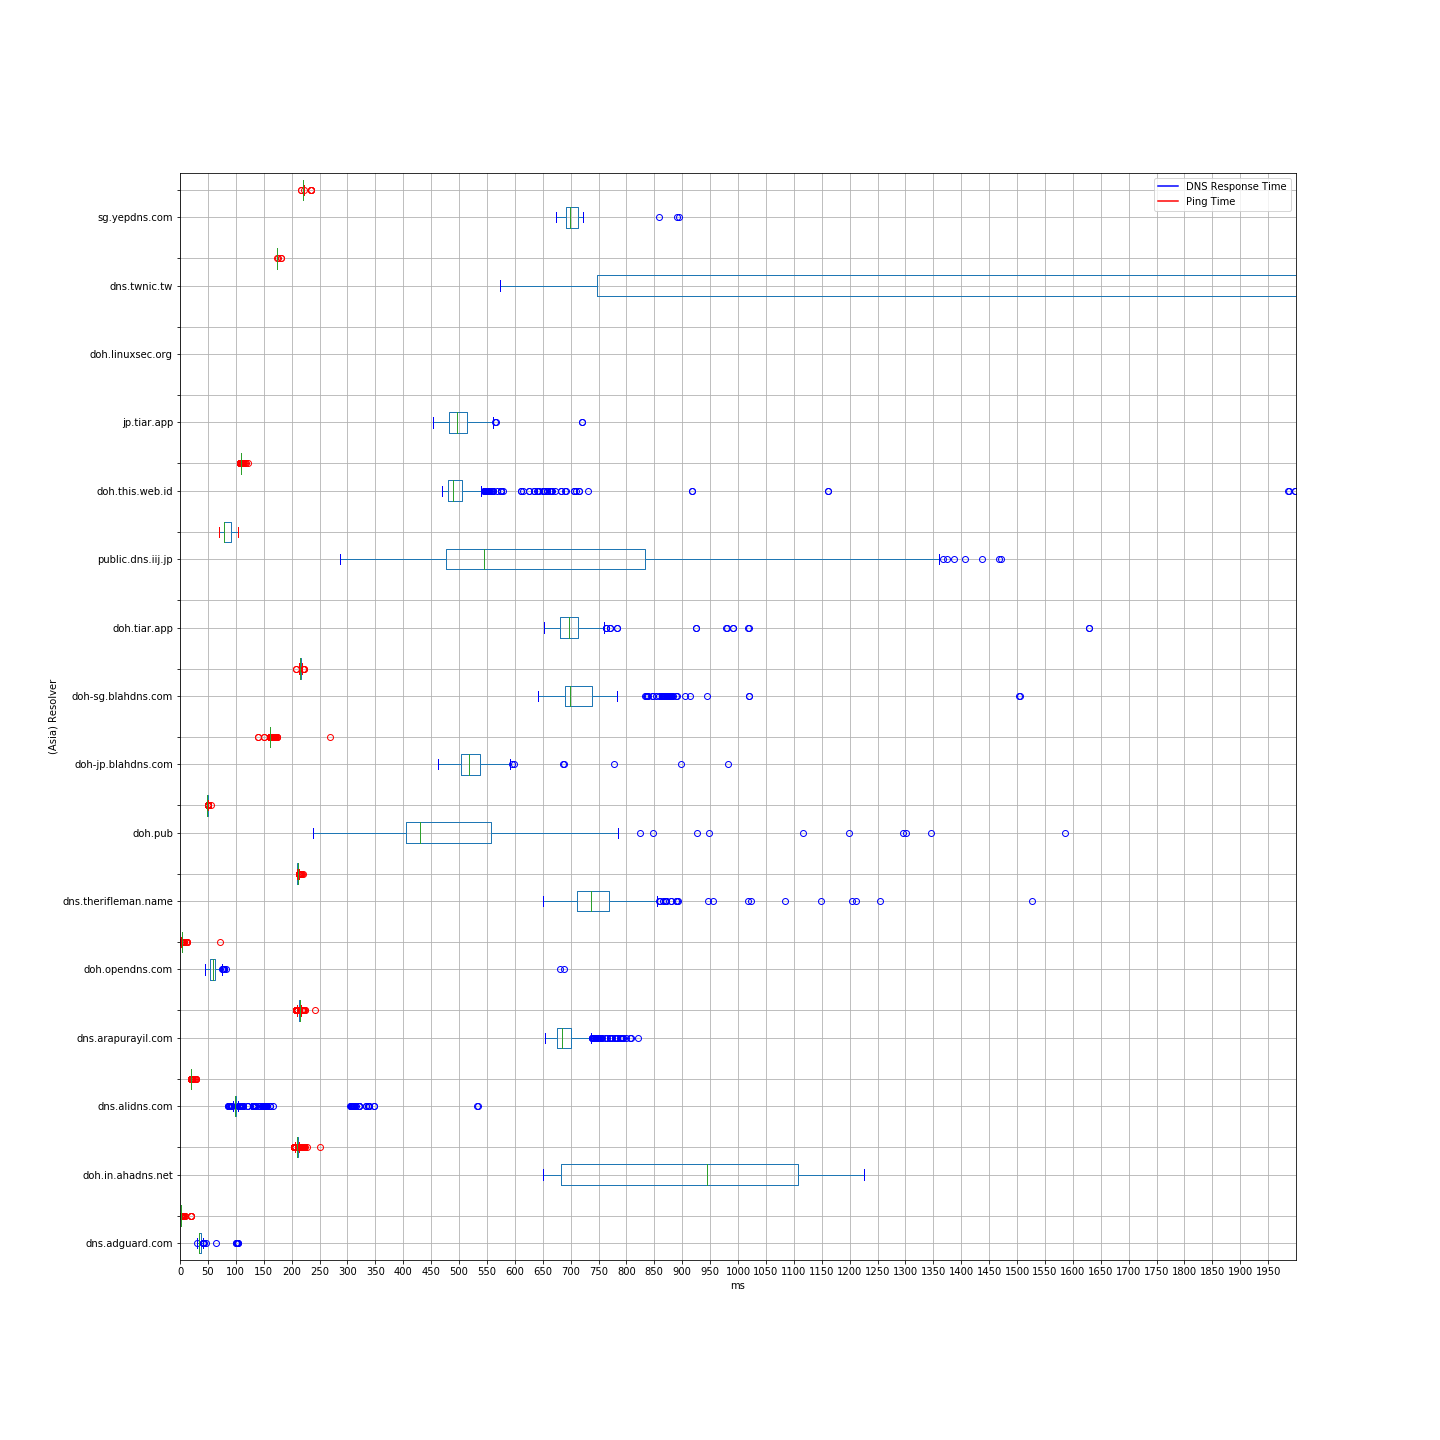 DNS Response Time
Ping Time
sg.yepdns.com
dns.twnic.tw
doh.linuxsec.org
jp.tiar.app
doh.this.web.id
public.dns.iij.jp
doh.tiar.app
doh-sg.blahdns.com
doh-jp.blahdns.com
doh.pub
dns.therifleman.name
doh.opendns.com
dns.arapurayil.com
dns.alidns.com
doh.in.ahadns.net
dns.adguard.com
(Asia) Resolver
0 50 100 150 200 250 300 350 400 450 500 550 600 650 700 750 800 850 900 950 1000 1050 1100 1150 1200 1250 1300 1350 1400 1450 1500 1550 1600 1650 1700 1750 1800 1850 1900 1950
ms